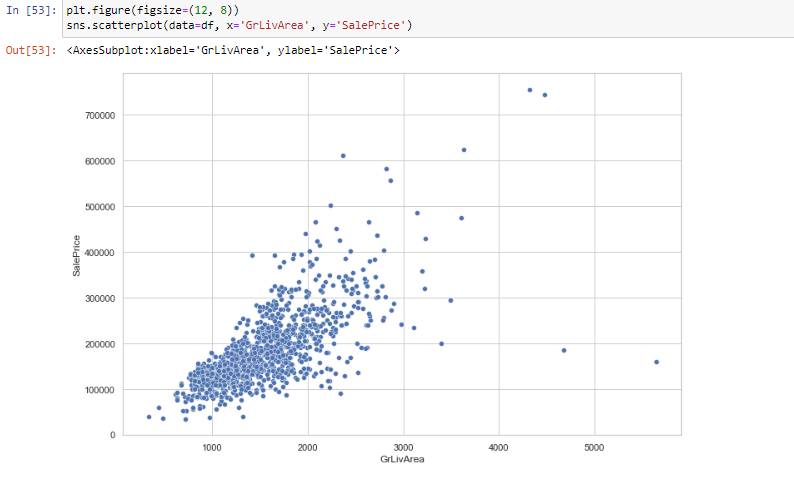 In [53]: plt.figure(figsize=(12, 8))
sns.scatterplot(data=df, x='GrLivArea', y='SalePrice')
Out[53]: <AxesSubplot:xlabel='GrLivArea', ylabel='SalePrice'>
700000
600000
500000
400000
300000
200000
100000
0
SalePrice
1000 2000 3000 4000 5000
GrLivArea